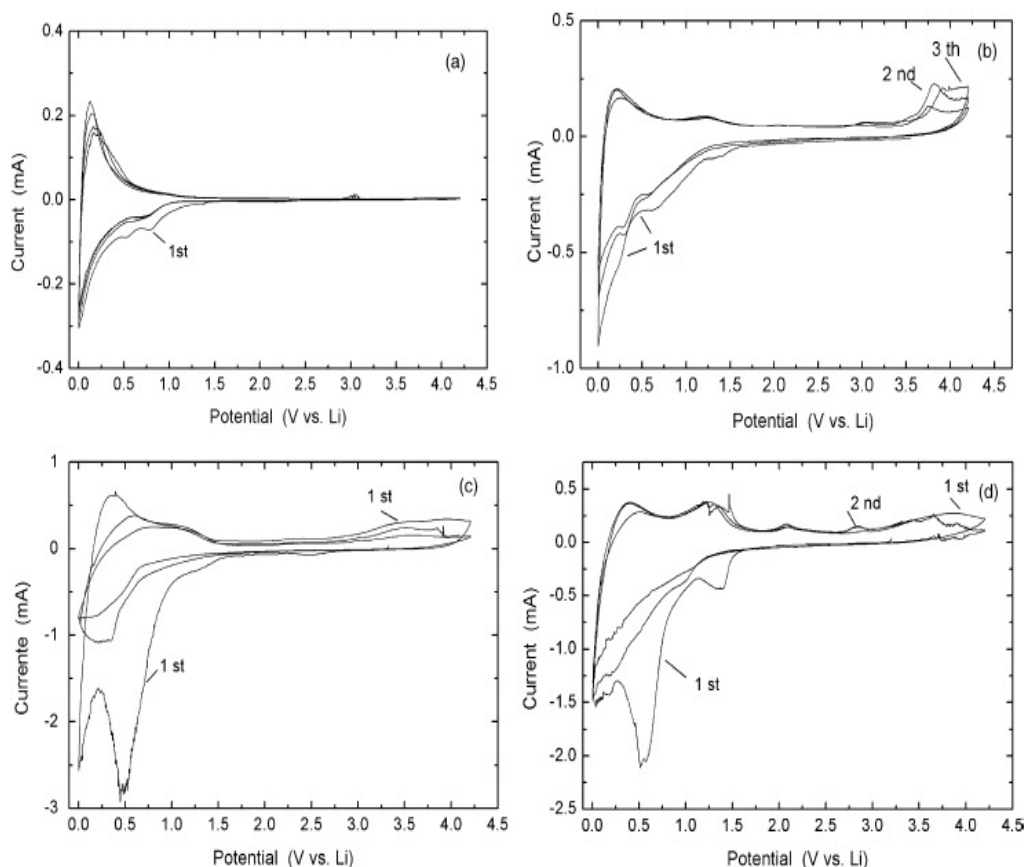 (a)
0.4
0.2
0.0
-0.2
-0.4
1st
0.0 0.5 1.0 1.5 2.0 2.5 3.0 3.5 4.0 4.5
Current (mA)
Potential (V vs. Li)
(b)
0.5
0.0
-0.5
-1.0
3 th
2 nd
1st
0.0 0.5 1.0 1.5 2.0 2.5 3.0 3.5 4.0 4.5
Current (mA)
Potential (V vs. Li)
(c)
1
0
-1
-2
-3
1 st
1 st
0.0 0.5 1.0 1.5 2.0 2.5 3.0 3.5 4.0 4.5
Currente (mA)
Potential (V vs. Li)
(d)
0.5
0.0
-0.5
-1.0
-1.5
-2.0
-2.5
1 st
2 nd
1 st
0.0 0.5 1.0 1.5 2.0 2.5 3.0 3.5 4.0 4.5
Current (mA)
Potential (V vs. Li)